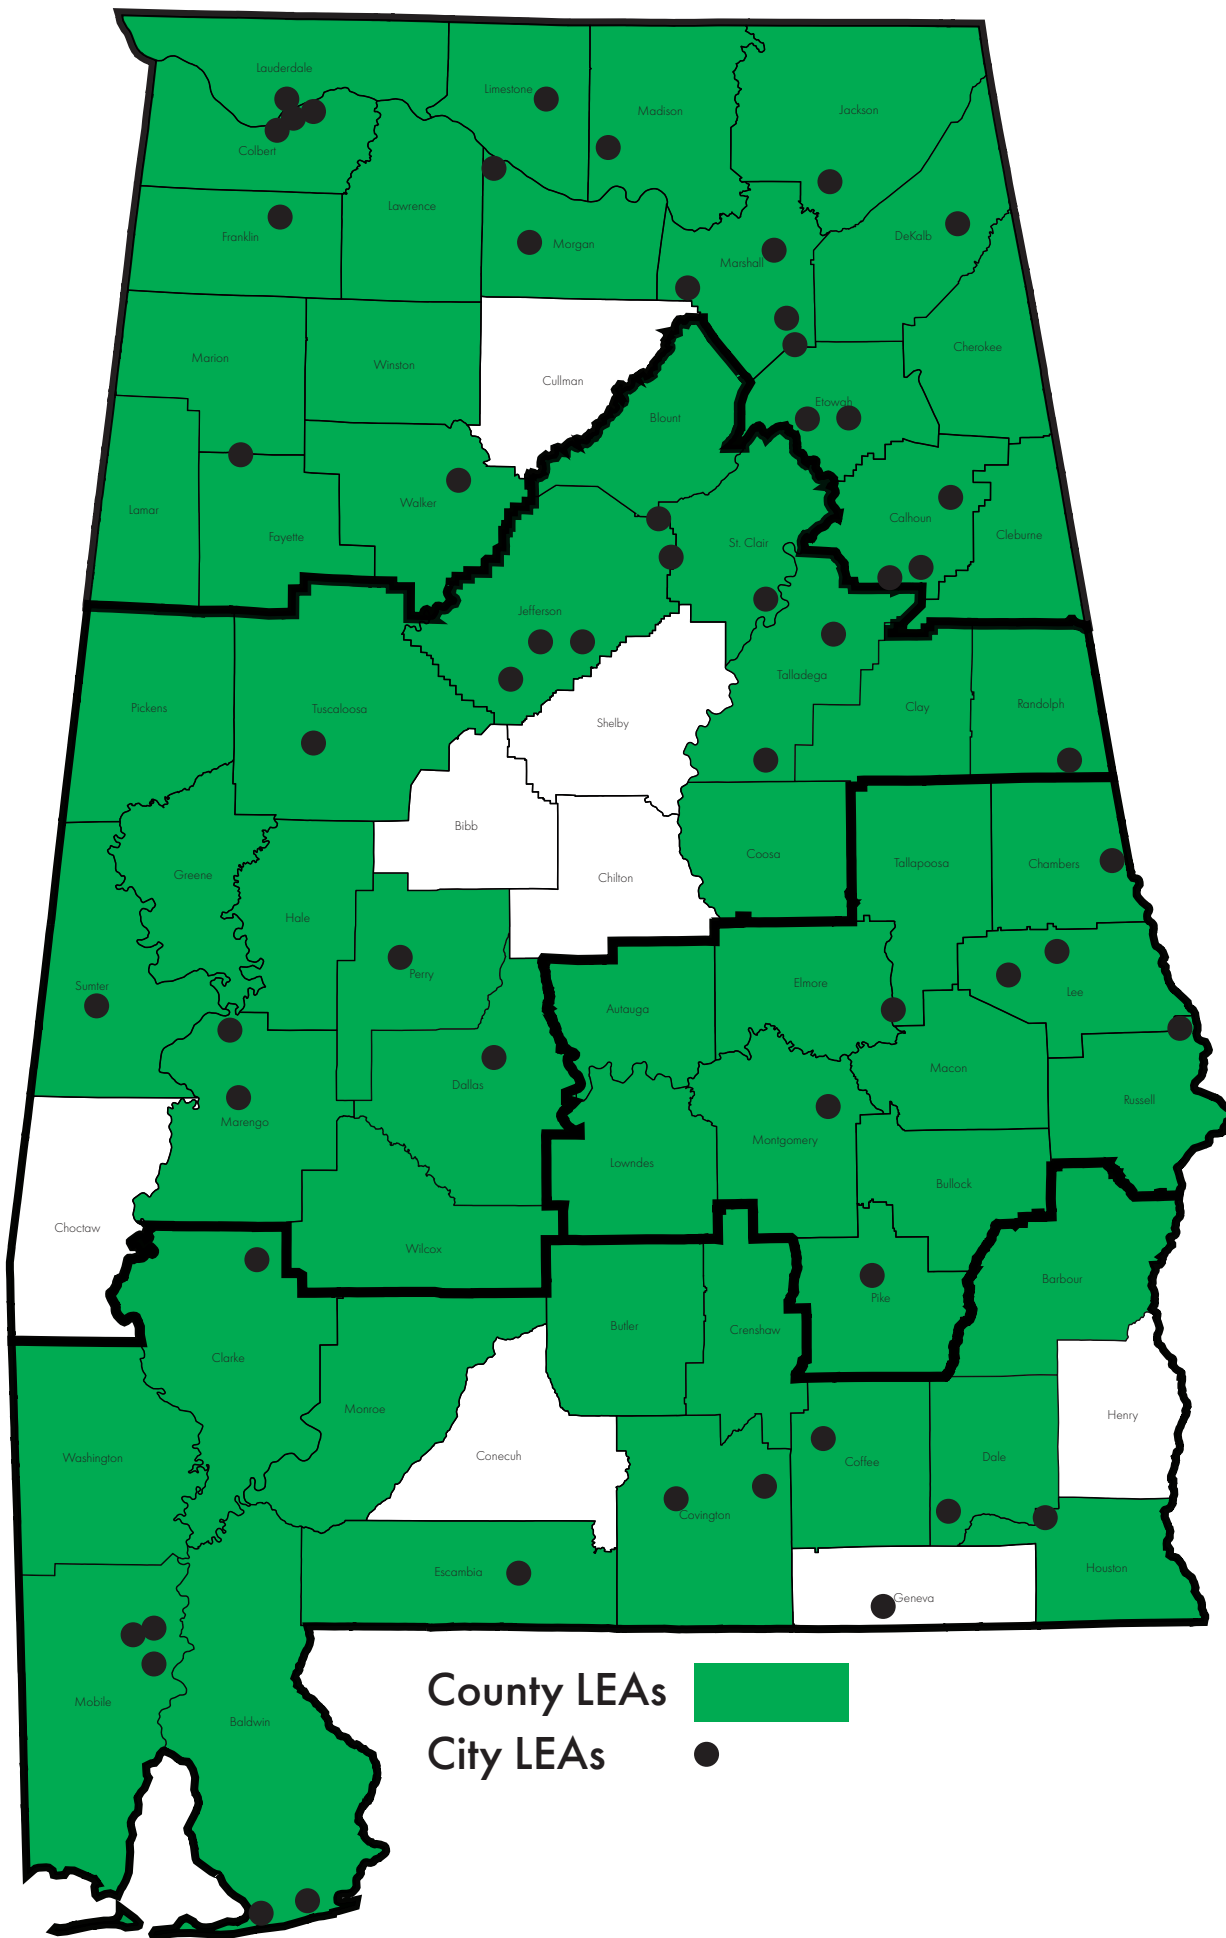 Lauderdale
Limestone
Madison
Jackson
Colbert
Lawrence
Franklin
Morgan
DeKalb
Marshall
Cherokee
Marion
Winston
Cullman
Etowah
Blount
Lamar
Walker
Calhoun
Fayette
St. Clair
Cleburne
Jefferson
Talladega
Pickens
Tuscaloosa
Clay
Randolph
Shelby
Bibb
Coosa
Tallapoosa
Chambers
Greene
Chilton
Hale
Perry
Sumter
Elmore
Lee
Autauga
Macon
Dallas
Russell
Marengo
Montgomery
Lowndes
Bullock
Choctaw
Wilcox
Barbour
Pike
Butler
Crenshaw
Clarke
Monroe
Henry
Washington
Conecuh
Coffee
Dale
Covington
Escambia
Houston
Geneva
Mobile
Baldwin
County LEAs
City LEAs